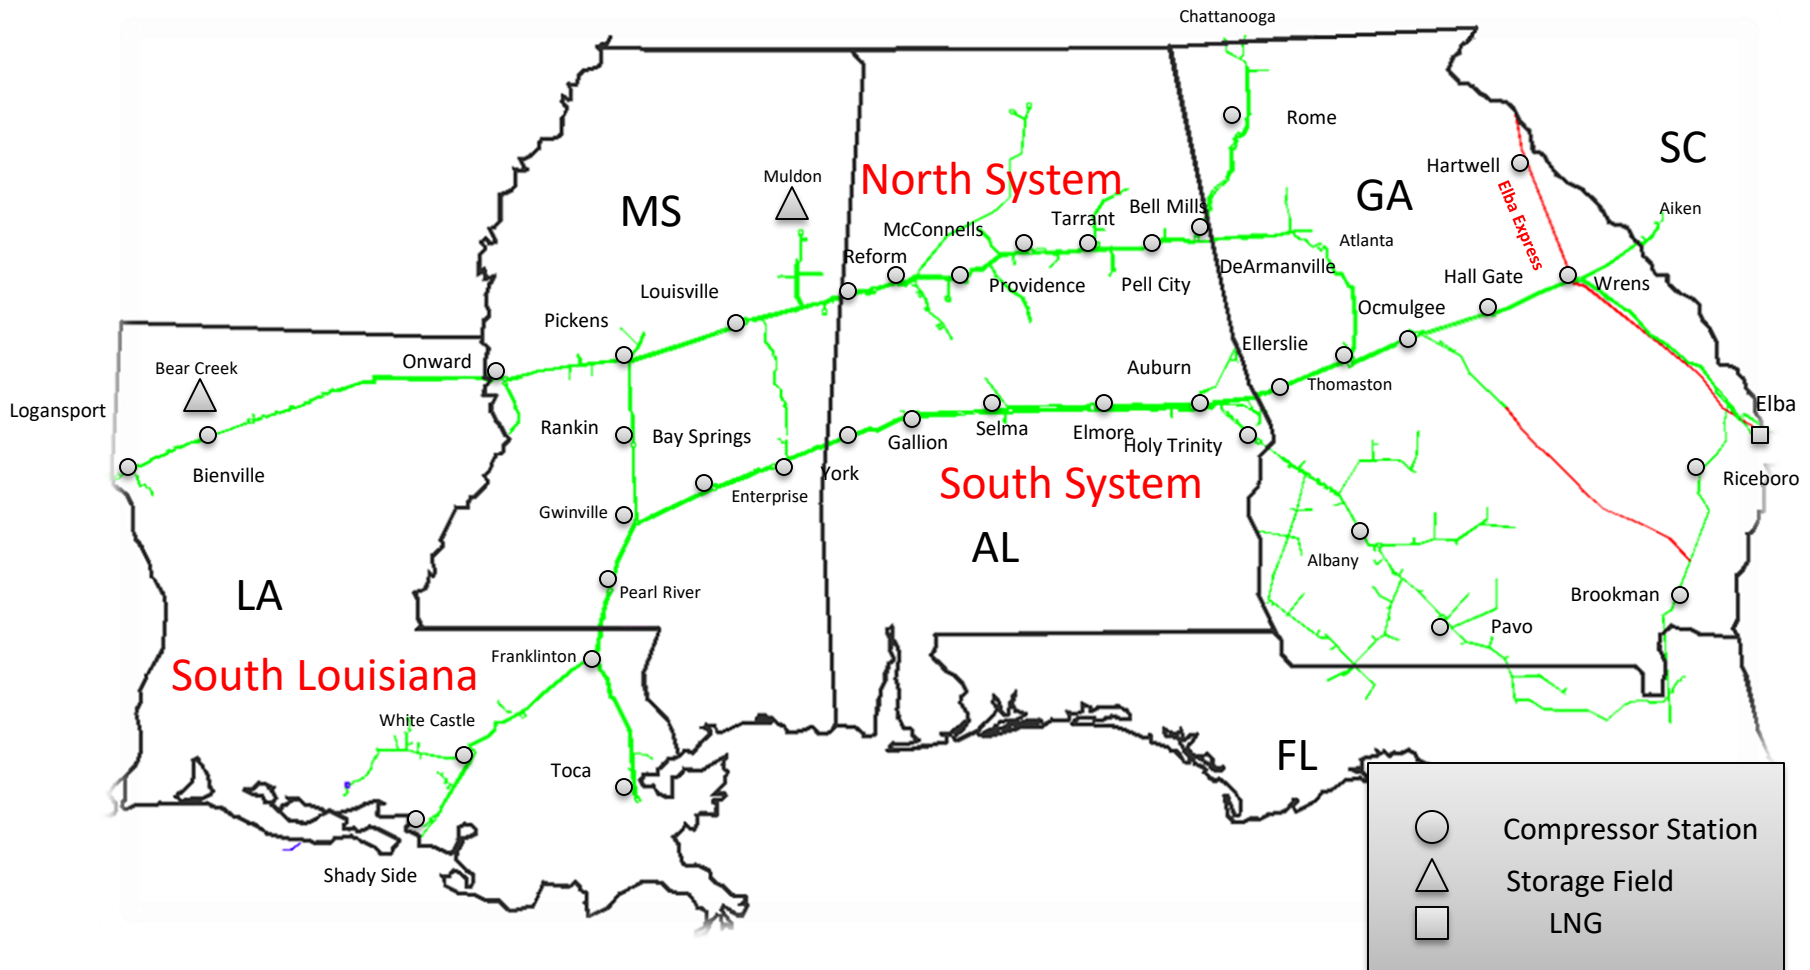 Chattanooga
Rome
SC
Hartwell
Muldon
North System
GA
MS
Elba Express
Aiken
Bell Mills
Tarrant
McConnells
Atlanta
Reform
DeArmanville
Hall Gate
Wrens
Louisville
Providence
Pell City
Ocmulgee
Pickens
Ellerslie
Onward
Bear Creek
Auburn
Thomaston
Logansport
Elba
Rankin
Bay Springs
Gallion
Selma
Elmore
Holy Trinity
Bienville
York
South System
Riceboro
Enterprise
Gwinville
AL
Albany
LA
Pearl River
Brookman
Pavo
Franklinton
South Louisiana
White Castle
Toca
FL
Shady Side
Compressor Station
Storage Field
LNG